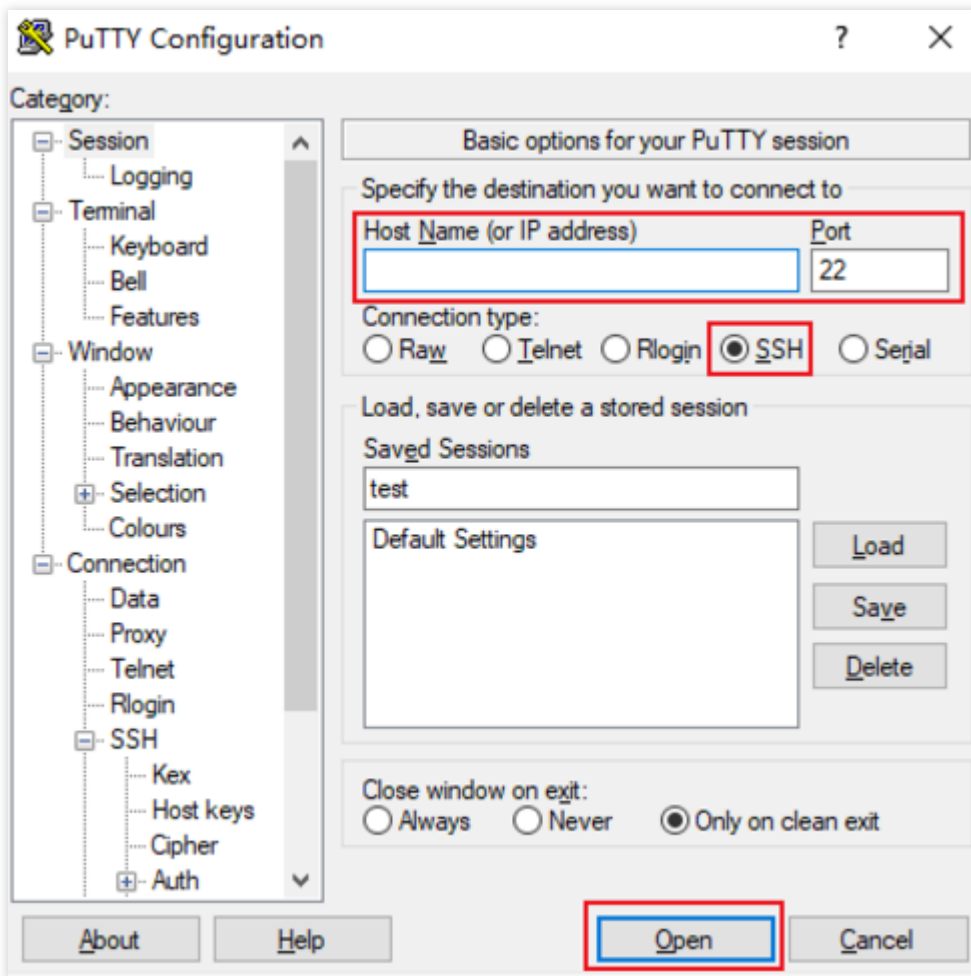 PuTTY Configuration
?
Category:
Session
Logging
Terminal
Keyboard
Bell
Features
Window
Appearance
Behaviour
Translation
Selection
Colours
Connection
Data
Proxy
Telnet
Rlogin
SSH
Kex
Host keys
Cipher
Auth
Basic options for your PuTTY session
Specify the destination you want to connect to
Host Name (or IP address) Port
22
Connection type:
Raw Telnet Rlogin SSH Serial
Load, save or delete a stored session
Saved Sessions
test
Default Settings
Load
Save
Delete
Close window on exit:
Always Never Only on clean exit
About Help Open Cancel